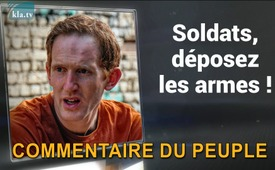 kla.tv
Soldats,
déposez
les armes !
COMMENTAIRE DU PEUPLE